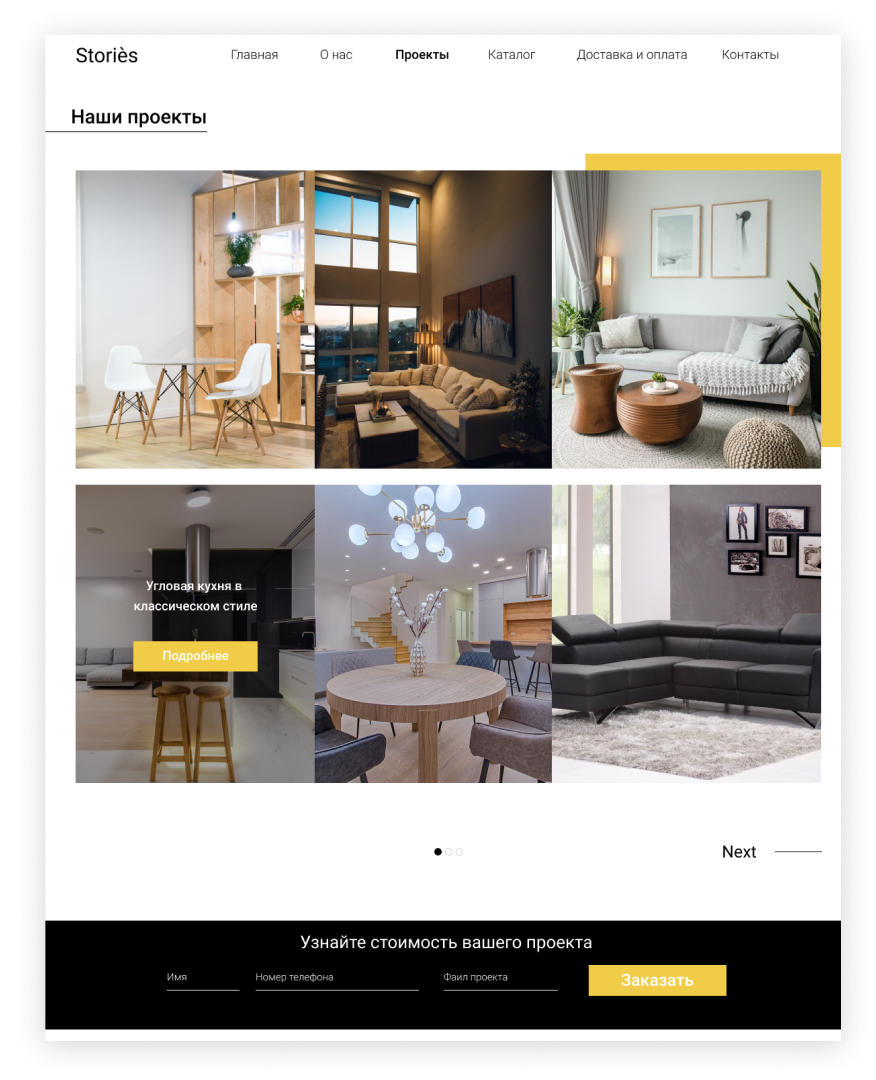 Storiès
Главная
О нас
Проекты
Каталог
Доставка и оплата
Контакты
Наши проекты
Угловая кухня в
классическом стиле
Подробнее
Next
Узнайте стоимость вашего проекта
Имя
Номер телефона
Фаил проекта
Заказать